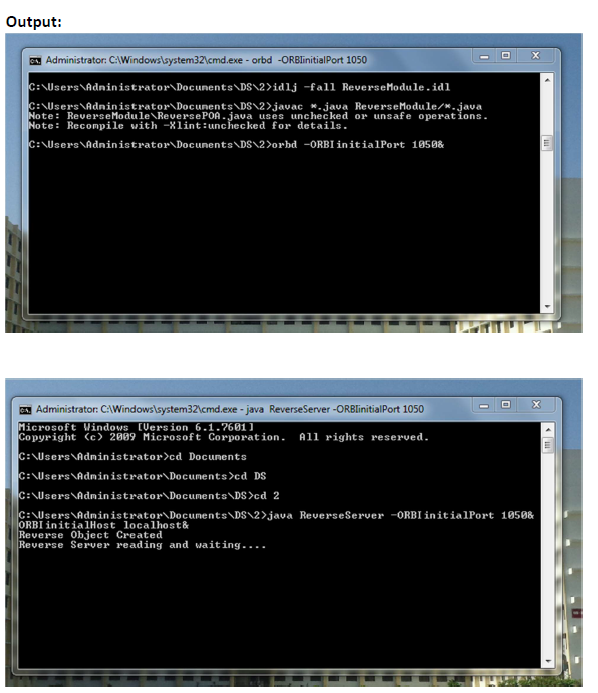 Output:
Administrator: C:\Windows\system32\cmd.exe - orbd -ORBIinitialPort 1050
C:\Users\Administrator\Documents\DS\2>idlj -fall ReverseModule.idl
C:\Users\Administrator\Documents\DS\2>javac *.java ReverseModule/*.java
Note: ReverseModule\ReversePOA.java uses unchecked or unsafe operations.
Note: Recompile with -Xlint:unchecked for details.
C:\Users\Administrator\Documents\DS\2>orbd -ORBIinitialPort 1050&
Administrator: C:\Windows\system32\cmd.exe - java ReverseServer -ORBIinitialPort 1050
Microsoft Windows [Version 6.1.7601]
Copyright (c) 2009 Microsoft Corporation. All rights reserved.
C:\Users\Administrator>cd Documents
C:\Users\Administrator\Documents>cd DS
C:\Users\Administrator\Documents\DS>cd 2
C:\Users\Administrator\Documents\DS\2>java ReverseServer -ORBIinitialPort 1050&
ORBIinitialHost localhost&
Reverse Object Created
Reverse Server reading and waiting....